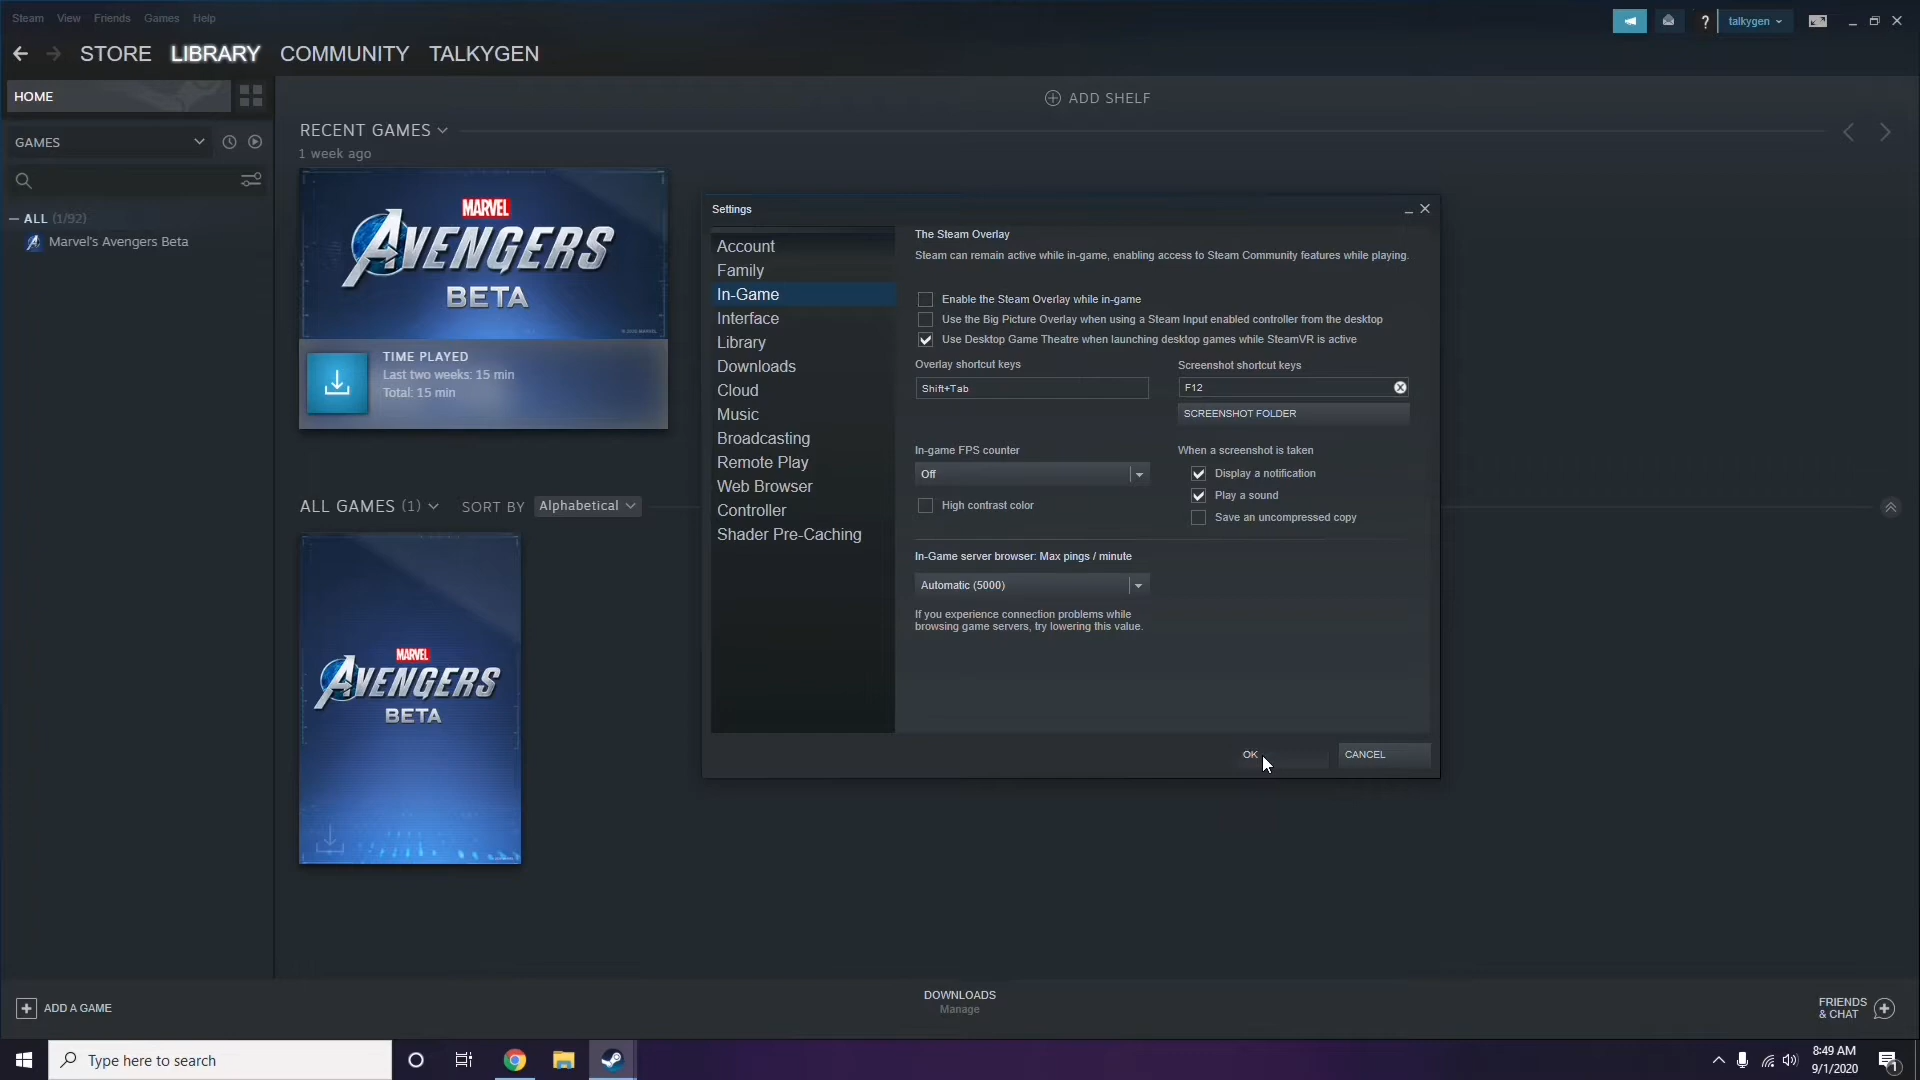 Steam View Friends Games Help
? talkygen
STORE LIBRARY COMMUNITY TALKYGEN
HOME
ADD SHELF
GAMES
RECENT GAMES
1 week ago
ALL (1/92)
Marvel's Avengers Beta
MARVEL
AVENGERS
BETA
TIME PLAYED
Last two weeks: 15 min
Total: 15 min
ALL GAMES (1) SORT BY Alphabetical
MARVEL
AVENGERS
BETA
Settings
Account
Family
In-Game
Interface
Library
Downloads
Cloud
Music
Broadcasting
Remote Play
Web Browser
Controller
Shader Pre-Caching
The Steam Overlay
Steam can remain active while in-game, enabling access to Steam Community features while playing.
Enable the Steam Overlay while in-game
Use the Big Picture Overlay when using a Steam Input enabled controller from the desktop
Use Desktop Game Theatre when launching desktop games while SteamVR is active
Overlay shortcut keys
Shift+Tab
Screenshot shortcut keys
F12
SCREENSHOT FOLDER
In-game FPS counter
Off
High contrast color
When a screenshot is taken
Display a notification
Play a sound
Save an uncompressed copy
In-Game server browser: Max pings / minute
Automatic (5000)
If you experience connection problems while
browsing game servers, try lowering this value.
OK
CANCEL
ADD A GAME
DOWNLOADS
Manage
FRIENDS
& CHAT
Type here to search
8:49 AM
9/1/2020
1